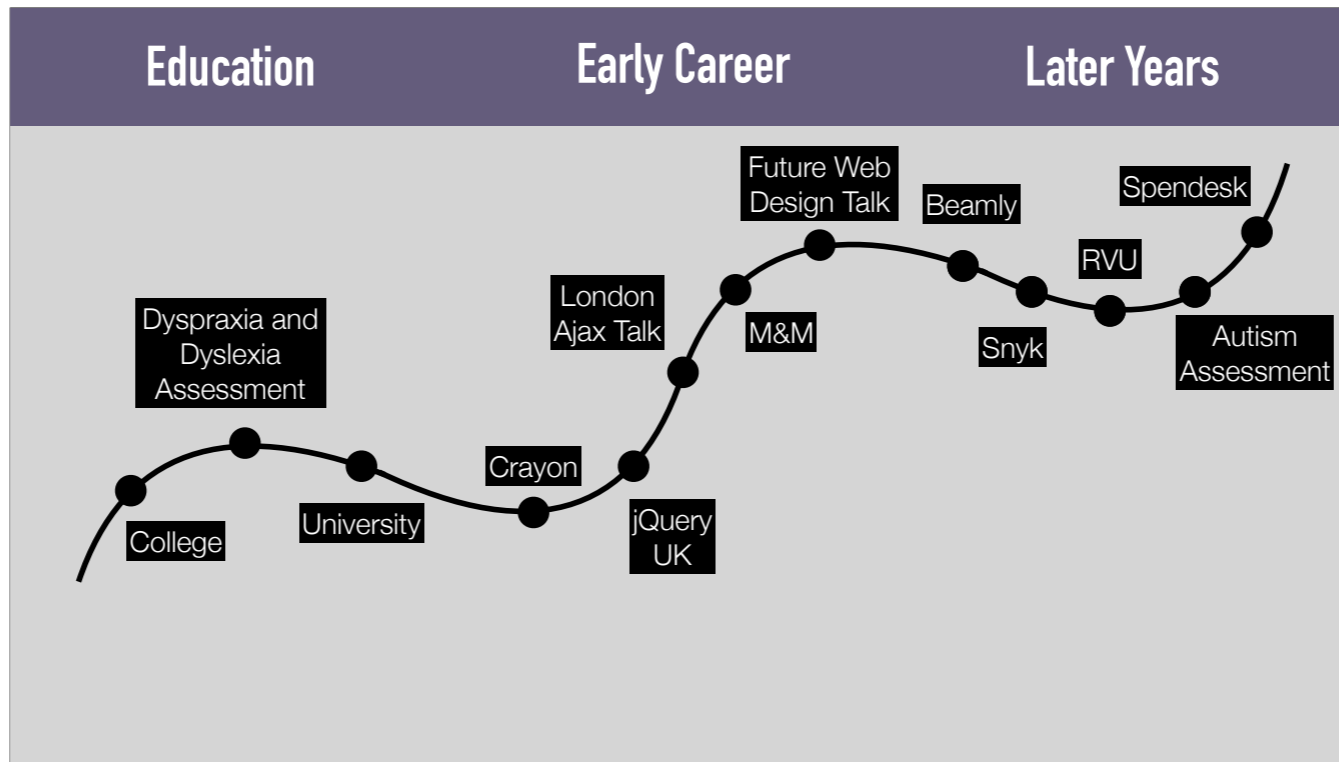 Education
Early Career
Later Years
Dyspraxia and
Dyslexia
Assessment
College
University
Crayon
jQuery
UK
London
Ajax Talk
M&M
Future Web
Design Talk
Beamly
Snyk
RVU
Autism
Assessment
Spendesk